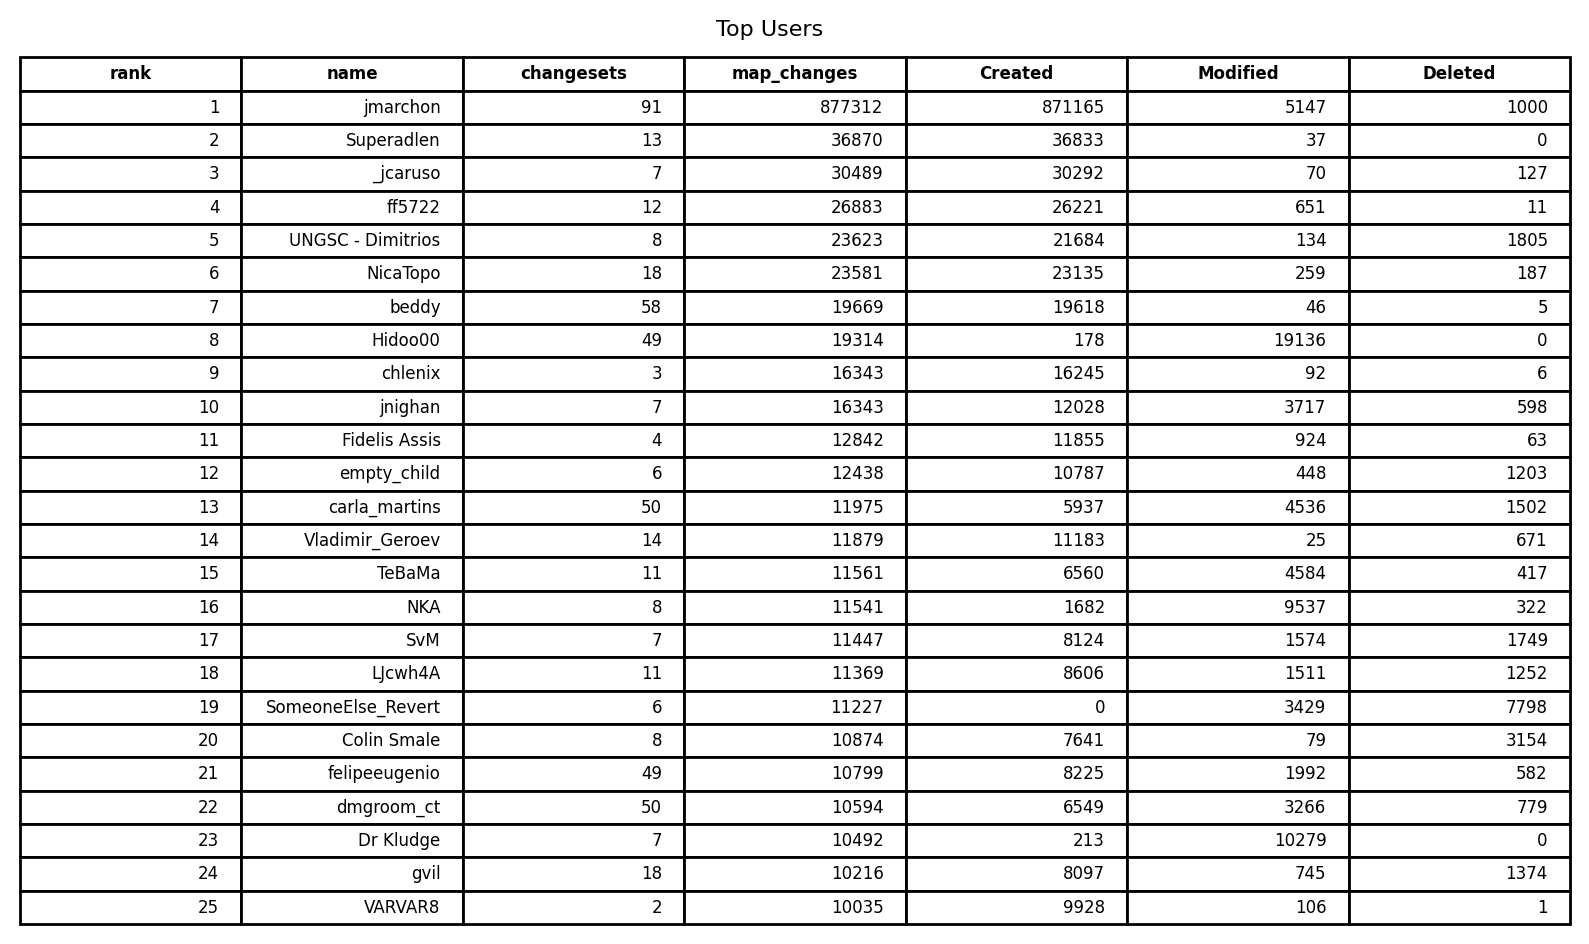 Top Users
rank name changesets map_changes Created Modified Deleted
1 jmarchon 91 877312 871165 5147 1000
2 Superadlen 13 36870 36833 37 0
3 _jcaruso 7 30489 30292 70 127
4 ff5722 12 26883 26221 651 11
5 UNGSC - Dimitrios 8 23623 21684 134 1805
6 NicaTopo 18 23581 23135 259 187
7 beddy 58 19669 19618 46 5
8 Hidoo00 49 19314 178 19136 0
9 chlenix 3 16343 16245 92 6
10 jnighan 7 16343 12028 3717 598
11 Fidelis Assis 4 12842 11855 924 63
12 empty_child 6 12438 10787 448 1203
13 carla_martins 50 11975 5937 4536 1502
14 Vladimir_Geroev 14 11879 11183 25 671
15 TeBaMa 11 11561 6560 4584 417
16 NKA 8 11541 1682 9537 322
17 SvM 7 11447 8124 1574 1749
18 LJcwh4A 11 11369 8606 1511 1252
19 SomeoneElse_Revert 6 11227 0 3429 7798
20 Colin Smale 8 10874 7641 79 3154
21 felipeeugenio 49 10799 8225 1992 582
22 dmgroom_ct 50 10594 6549 3266 779
23 Dr Kludge 7 10492 213 10279 0
24 gvil 18 10216 8097 745 1374
25 VARVAR8 2 10035 9928 106 1